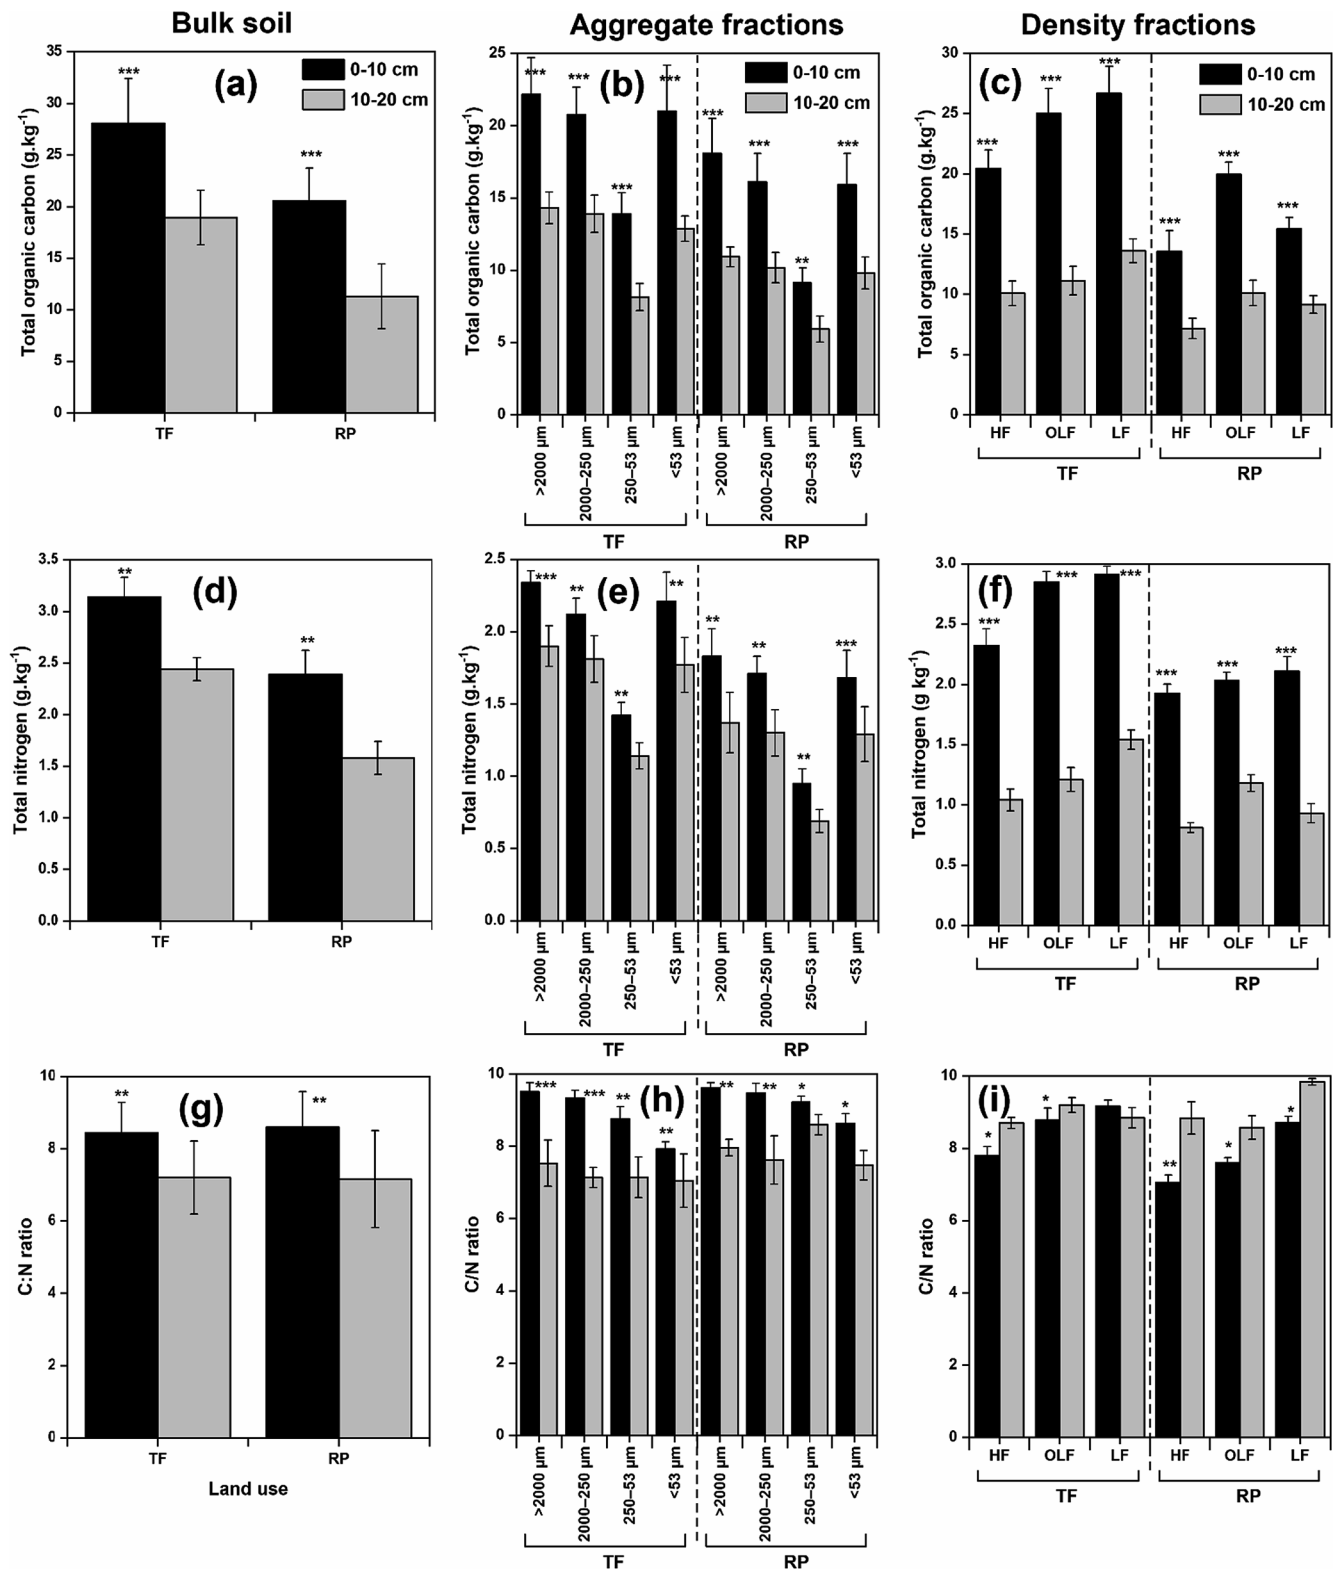 Bulk soil
Aggregate fractions
Density fractions
(a)
0-10 cm
10-20 cm
Total organic carbon (g.kg-1)
35
30
25
20
15
10
5
0
***
***
TF
RP
(b)
0-10 cm
10-20 cm
Total organic carbon (g.kg-1)
25
20
15
10
5
0
*** *** *** *** *** *** ** ***
>2000 µm
2000–250 µm
250–53 µm
<53 µm
>2000 µm
2000–250 µm
250–53 µm
<53 µm
TF
RP
(c)
0-10 cm
10-20 cm
Total organic carbon (g.kg-1)
30
25
20
15
10
5
0
*** *** *** *** *** ***
HF OLF LF HF OLF LF
TF
RP
(d)
Total nitrogen (g.kg-1)
3.5
3.0
2.5
2.0
1.5
1.0
0.5
0.0
**
**
TF
RP
(e)
Total nitrogen (g.kg-1)
2.5
2.0
1.5
1.0
0.5
0.0
*** ** ** ** ** ** ** ***
>2000 µm
2000–250 µm
250–53 µm
<53 µm
>2000 µm
2000–250 µm
250–53 µm
<53 µm
TF
RP
(f)
Total nitrogen (g kg-1)
3.0
2.5
2.0
1.5
1.0
0.5
0.0
*** *** *** *** *** ***
HF OLF LF HF OLF LF
TF
RP
(g)
C:N ratio
10
8
6
4
2
0
**
**
TF
RP
Land use
(h)
C/N ratio
10
8
6
4
2
0
*** *** ** ** ** ** * *
>2000 µm
2000–250 µm
250–53 µm
<53 µm
>2000 µm
2000–250 µm
250–53 µm
<53 µm
TF
RP
(i)
C/N ratio
10
8
6
4
2
0
* * ** * *
HF OLF LF HF OLF LF
TF
RP